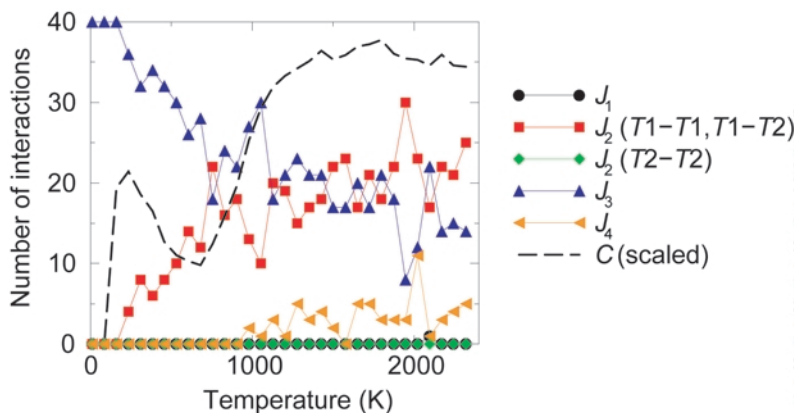 40
30
20
10
0
Number of interactions
0
1000
2000
Temperature (K)
J₁
J₂ (T1−T1, T1−T2)
J₂ (T2−T2)
J₃
J₄
C (scaled)